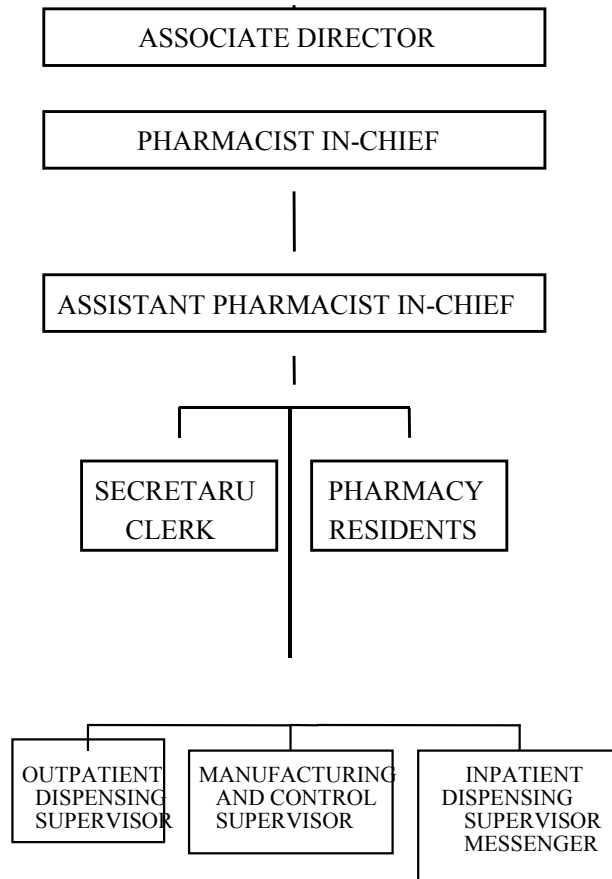 ASSOCIATE DIRECTOR
PHARMACIST IN-CHIEF
ASSISTANT PHARMACIST IN-CHIEF
SECRETARU
CLERK
PHARMACY
RESIDENTS
OUTPATIENT
DISPENSING
SUPERVISOR
MANUFACTURING
AND CONTROL
SUPERVISOR
INPATIENT
DISPENSING
SUPERVISOR
MESSENGER